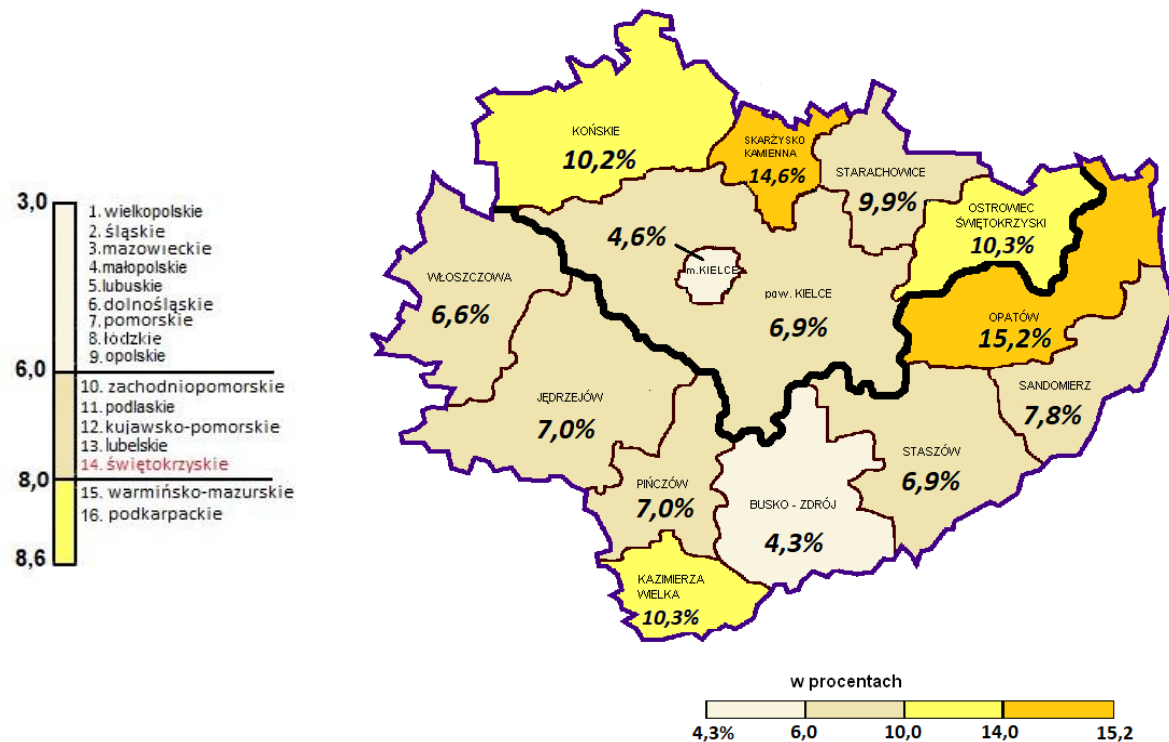 3,0
1. wielkopolskie
2. śląskie
3. mazowieckie
4. małopolskie
5. lubuskie
6. dolnośląskie
7. pomorskie
8. łódzkie
9. opolskie
6,0
10. zachodniopomorskie
11. podlaskie
12. kujawsko-pomorskie
13. lubelskie
14. świętokrzyskie
8,0
15. warmińsko-mazurskie
16. podkarpackie
8,6
KOŃSKIE
10,2%
SKARŻYSKO
KAMIENNA
14,6%
STARACHOWICE
9,9%
OSTROWIEC
ŚWIĘTOKRZYSKI
10,3%
4,6%
m.KIELCE
WŁOSZCZOWA
6,6%
pow. KIELCE
6,9%
OPATÓW
15,2%
SANDOMIERZ
7,8%
JĘDRZEJÓW
7,0%
STASZÓW
6,9%
PIŃCZÓW
7,0%
BUSKO - ZDRÓJ
4,3%
KAZIMIERZA
WIELKA
10,3%
w procentach
4,3% 6,0 10,0 14,0 15,2